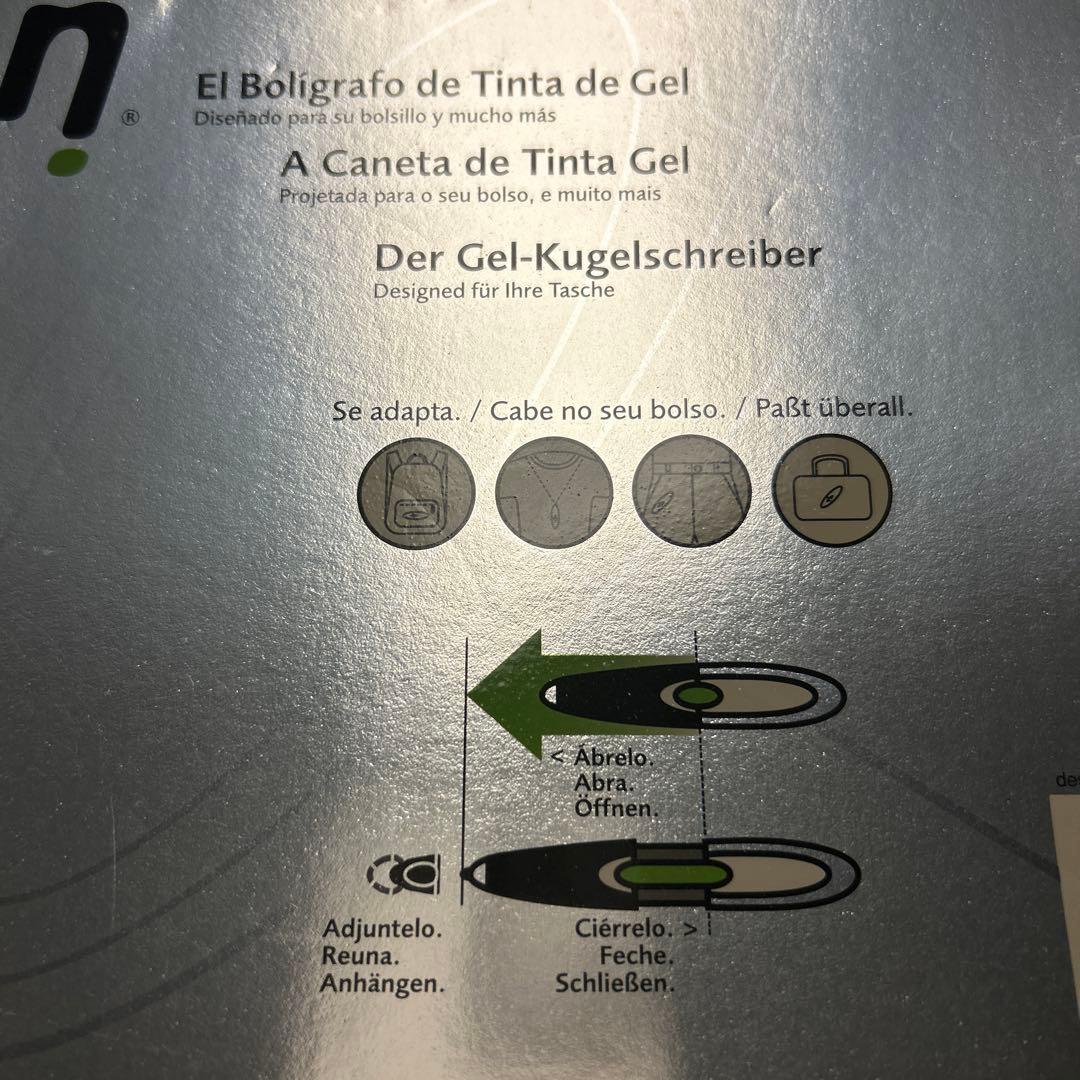 n®
El Bolígrafo de Tinta de Gel
Diseñado para su bolsillo y mucho más
A Caneta de Tinta Gel
Projetada para o seu bolso, e muito mais
Der Gel-Kugelschreiber
Designed für Ihre Tasche
Se adapta. / Cabe no seu bolso. / Paßt überall.
< Ábrelo.
Abra.
Öffnen.
Adjuntelo.
Reuna.
Anhängen.
Ciérrelo. >
Feche.
Schließen.